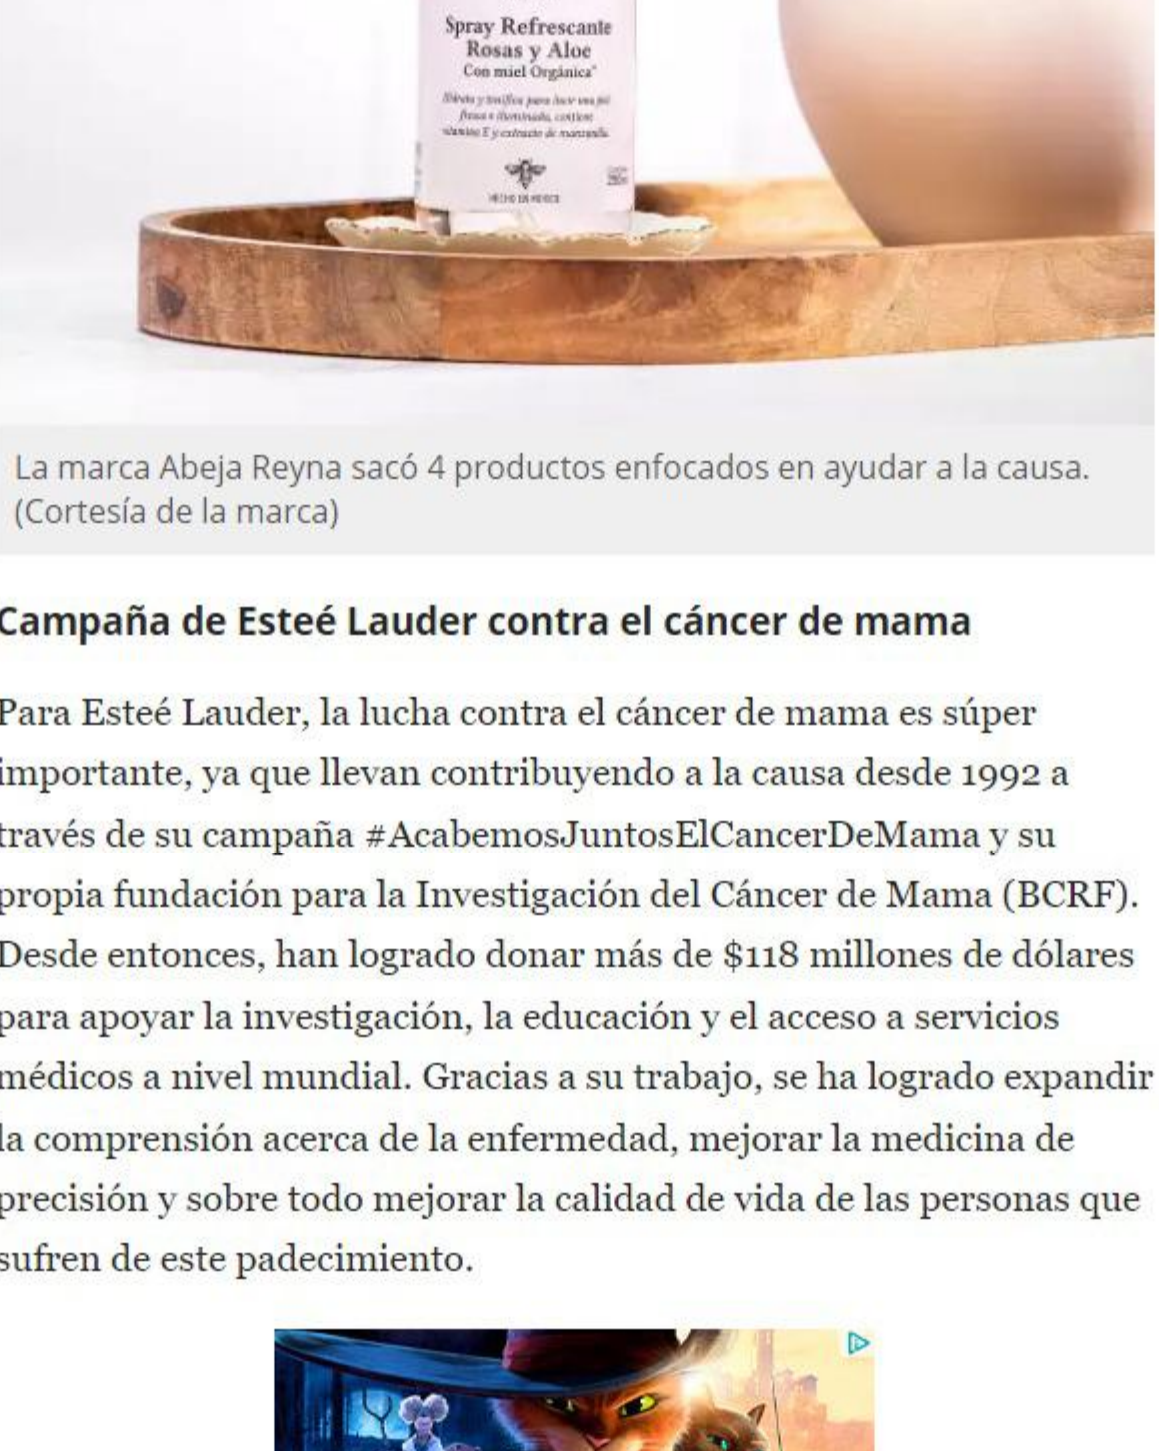 Spray Refrescante
Rosas y Aloe
Con miel Orgánica*
HECHO EN MEXICO
La marca Abeja Reyna sacó 4 productos enfocados en ayudar a la causa.
(Cortesía de la marca)
Campaña de Esteé Lauder contra el cáncer de mama
Para Esteé Lauder, la lucha contra el cáncer de mama es súper
importante, ya que llevan contribuyendo a la causa desde 1992 a
través de su campaña #AcabemosJuntosElCancerDeMama y su
propia fundación para la Investigación del Cáncer de Mama (BCRF).
Desde entonces, han logrado donar más de $118 millones de dólares
para apoyar la investigación, la educación y el acceso a servicios
médicos a nivel mundial. Gracias a su trabajo, se ha logrado expandir
la comprensión acerca de la enfermedad, mejorar la medicina de
precisión y sobre todo mejorar la calidad de vida de las personas que
sufren de este padecimiento.